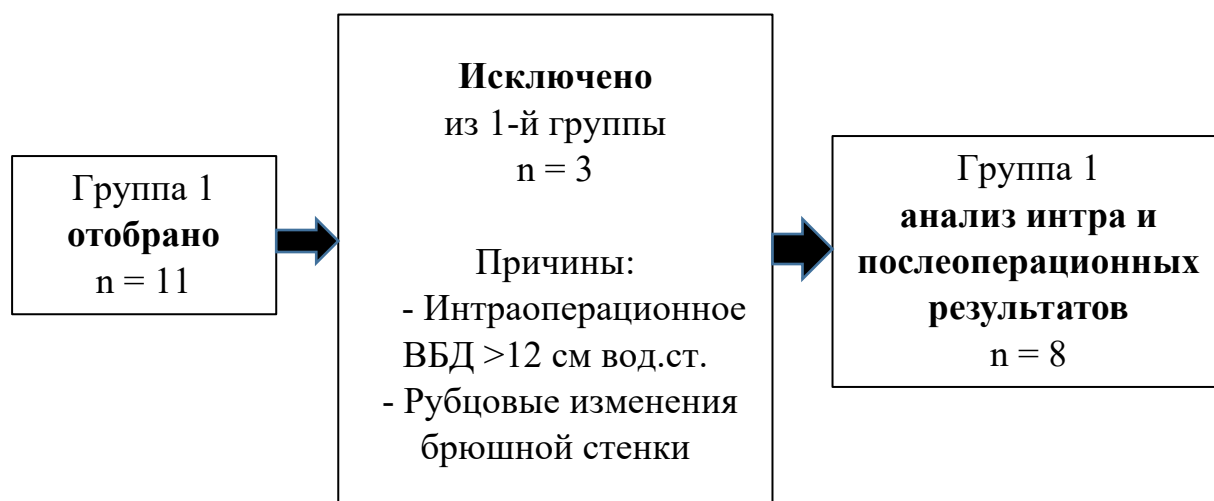 Группа 1
отобрано
n = 11
Исключено
из 1-й группы
n = 3
Причины:
- Интраоперационное
ВБД >12 см вод.ст.
- Рубцовые изменения
брюшной стенки
Группа 1
анализ интра и
послеоперационных
результатов
n = 8